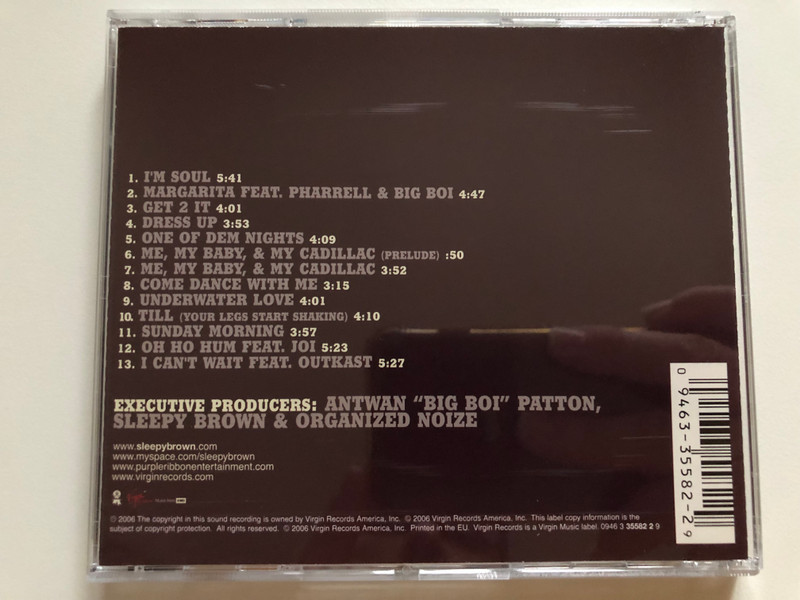 1. I'M SOUL 5:41
2. MARGARITA FEAT. PHARRELL & BIG BOI 4:47
3. GET 2 IT 4:01
4. DRESS UP 3:53
5. ONE OF DEM NIGHTS 4:09
6. ME, MY BABY, & MY CADILLAC (PRELUDE) :50
7. ME, MY BABY, & MY CADILLAC 3:52
8. COME DANCE WITH ME 3:15
9. UNDERWATER LOVE 4:01
10. TILL (YOUR LEGS START SHAKING) 4:10
11. SUNDAY MORNING 3:57
12. OH HO HUM FEAT. JOI 5:23
13. I CAN'T WAIT FEAT. OUTKAST 5:27
EXECUTIVE PRODUCERS: ANTWAN "BIG BOI" PATTON,
SLEEPY BROWN & ORGANIZED NOIZE
www.sleepybrown.com
www.myspace.com/sleepybrown
www.purpleribbonentertainment.com
www.virginrecords.com
Virgin
℗ 2006 The copyright in this sound recording is owned by Virgin Records America, Inc. © 2006 Virgin Records America, Inc. This label copy information is the
subject of copyright protection. All rights reserved. © 2006 Virgin Records America, Inc. Printed in the EU. Virgin Records is a Virgin Music label. 0946 3 35582 2 9
0 9463-35582-2 9